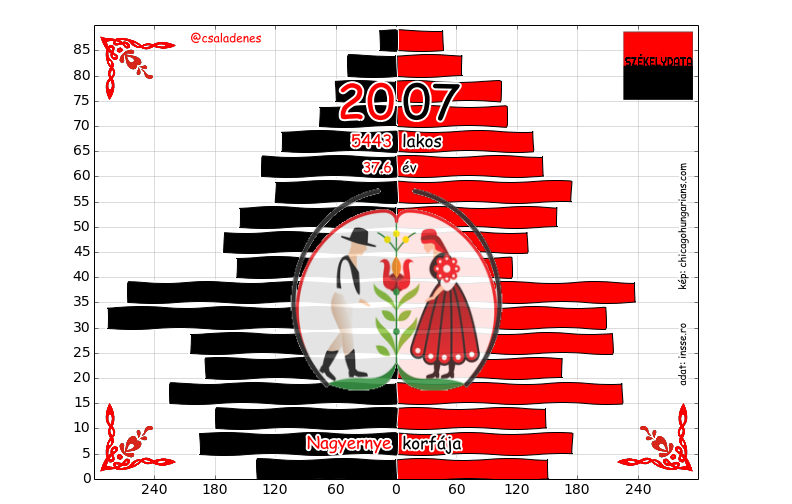 @csaladenes
SZÉKELYDATA
2007
5443 lakos
37.6 év
kép: chicagohungarians.com
adat: insse.ro
Nagyernye korfája
85
80
75
70
65
60
55
50
45
40
35
30
25
20
15
10
5
0
240 180 120 60 0 60 120 180 240